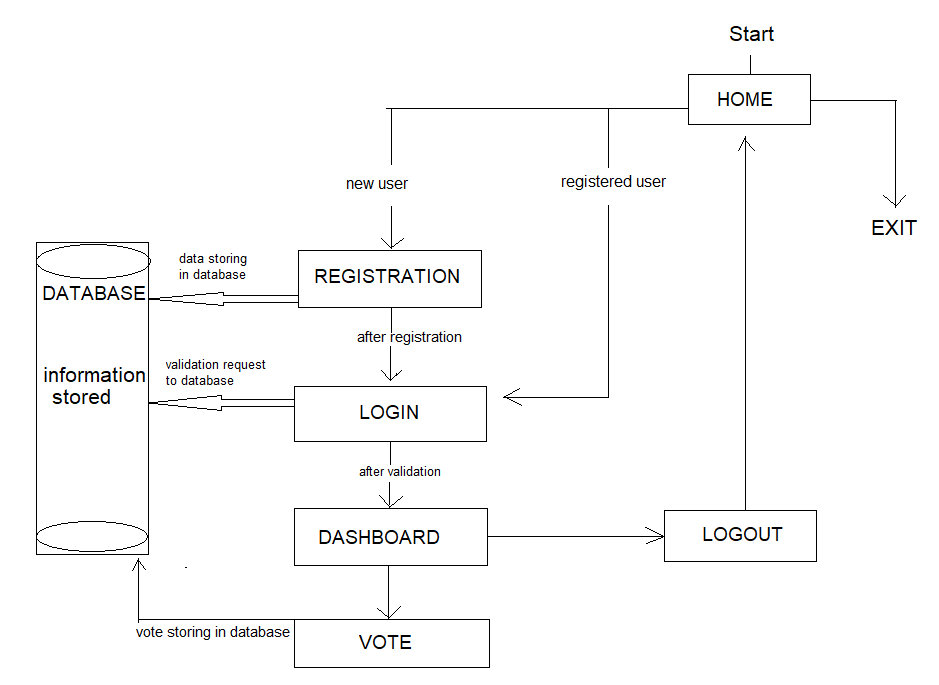 Start
HOME
new user
registered user
EXIT
data storing
in database
REGISTRATION
DATABASE
after registration
validation request
to database
information
stored
LOGIN
after validation
DASHBOARD
LOGOUT
vote storing in database
VOTE